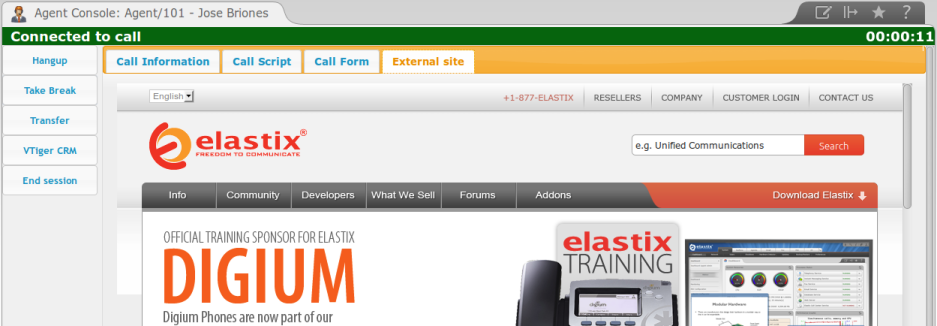 Agent Console: Agent/101 - Jose Briones
?
Connected to call 00:00:11
Hangup
Take Break
Transfer
VTiger CRM
End session
Call Information Call Script Call Form External site
English +1-877-ELASTIX RESELLERS COMPANY CUSTOMER LOGIN CONTACT US
elastix®
FREEDOM TO COMMUNICATE
e.g. Unified Communications Search
Info Community Developers What We Sell Forums Addons Download Elastix
OFFICIAL TRAINING SPONSOR FOR ELASTIX
DIGIUM
Digium Phones are now part of our
elastix
TRAINING
digium
elastix
Modular Hardware